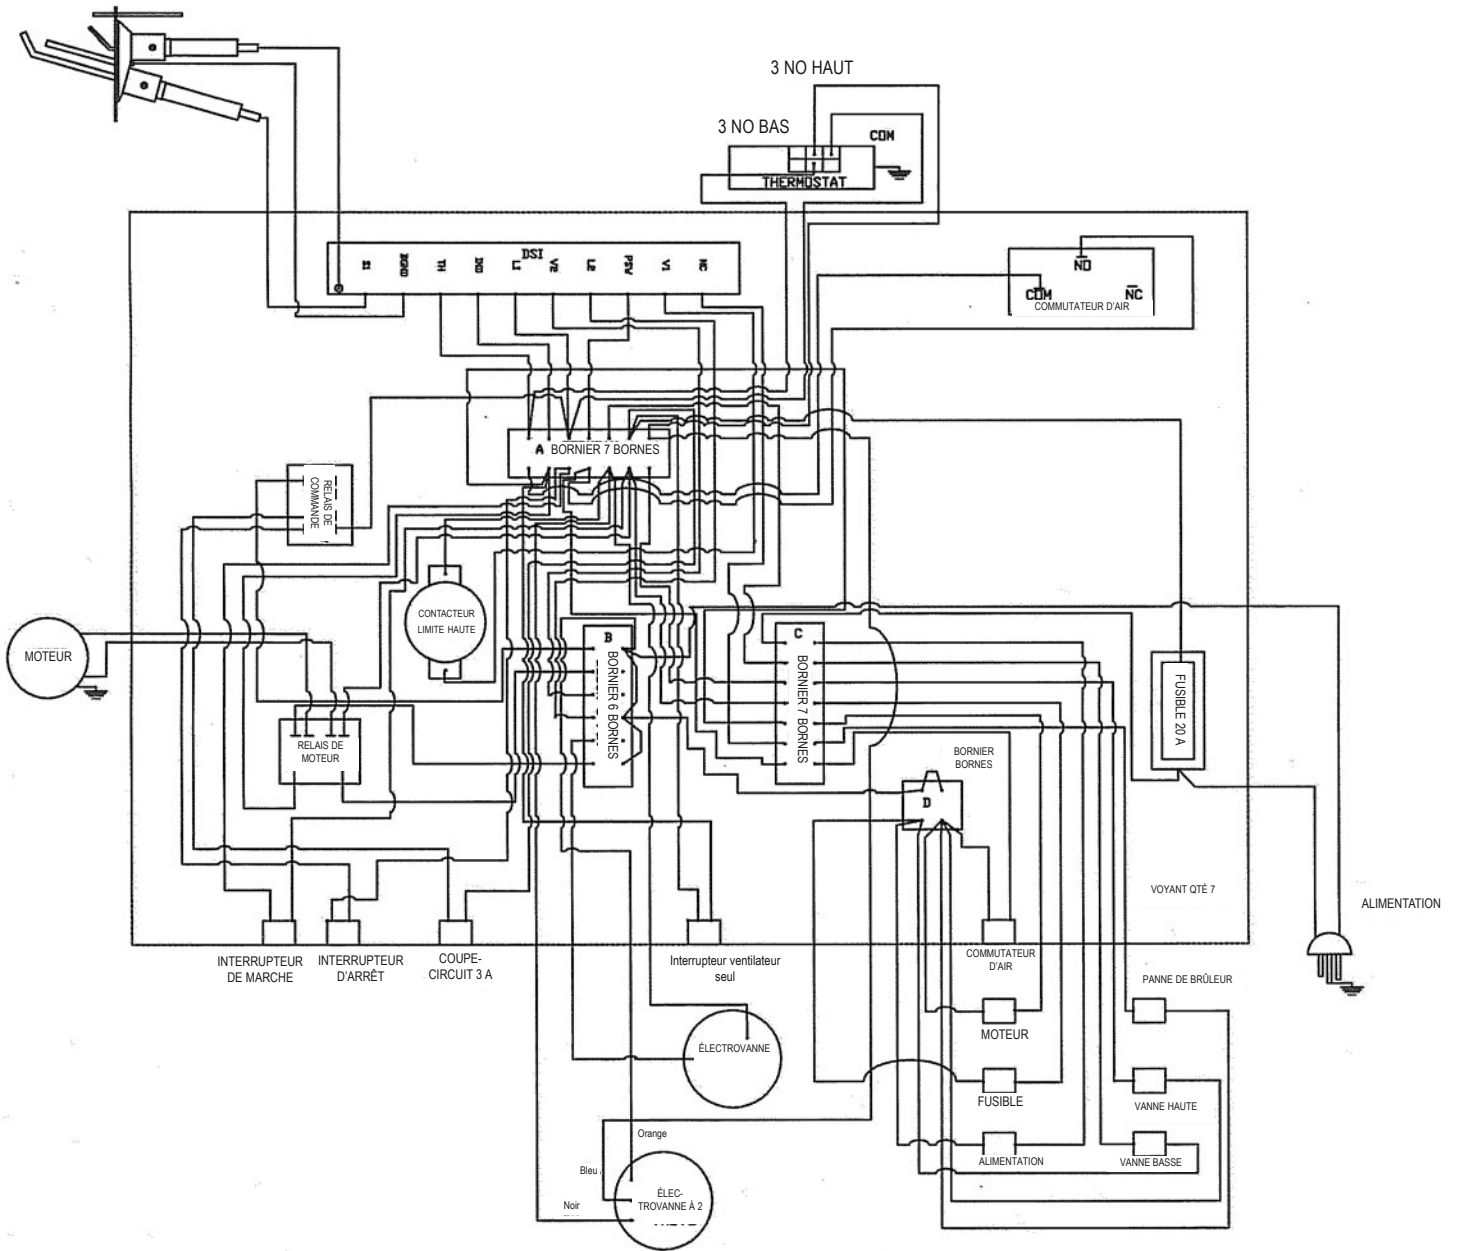 3 NO HAUT
3 NO BAS
COM
THERMOSTAT
DSI
S1
BGND
TH
IND
L1
V2
L2
PSV
V1
NC
NO
COM
NC
COMMUTATEUR D'AIR
A BORNIER 7 BORNES
RELAIS DE
COMMANDE
CONTACTEUR
LIMITE HAUTE
MOTEUR
B
BORNIER 6 BORNES
C
BORNIER 7 BORNES
FUSIBLE 20 A
RELAIS DE
MOTEUR
BORNIER
BORNES
D
VOYANT QTÉ 7
ALIMENTATION
INTERRUPTEUR
DE MARCHE
INTERRUPTEUR
D'ARRÊT
COUPE-
CIRCUIT 3 A
Interrupteur ventilateur
seul
COMMUTATEUR
D'AIR
PANNE DE BRÛLEUR
MOTEUR
ÉLECTROVANNE
FUSIBLE
VANNE HAUTE
Orange
ALIMENTATION
VANNE BASSE
Bleu
Noir
ÉLEC-
TROVANNE À 2